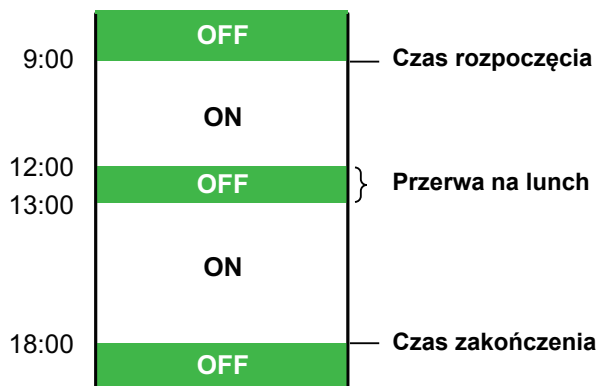 OFF
9:00
Czas rozpoczęcia
ON
12:00
OFF
Przerwa na lunch
13:00
ON
18:00
Czas zakończenia
OFF